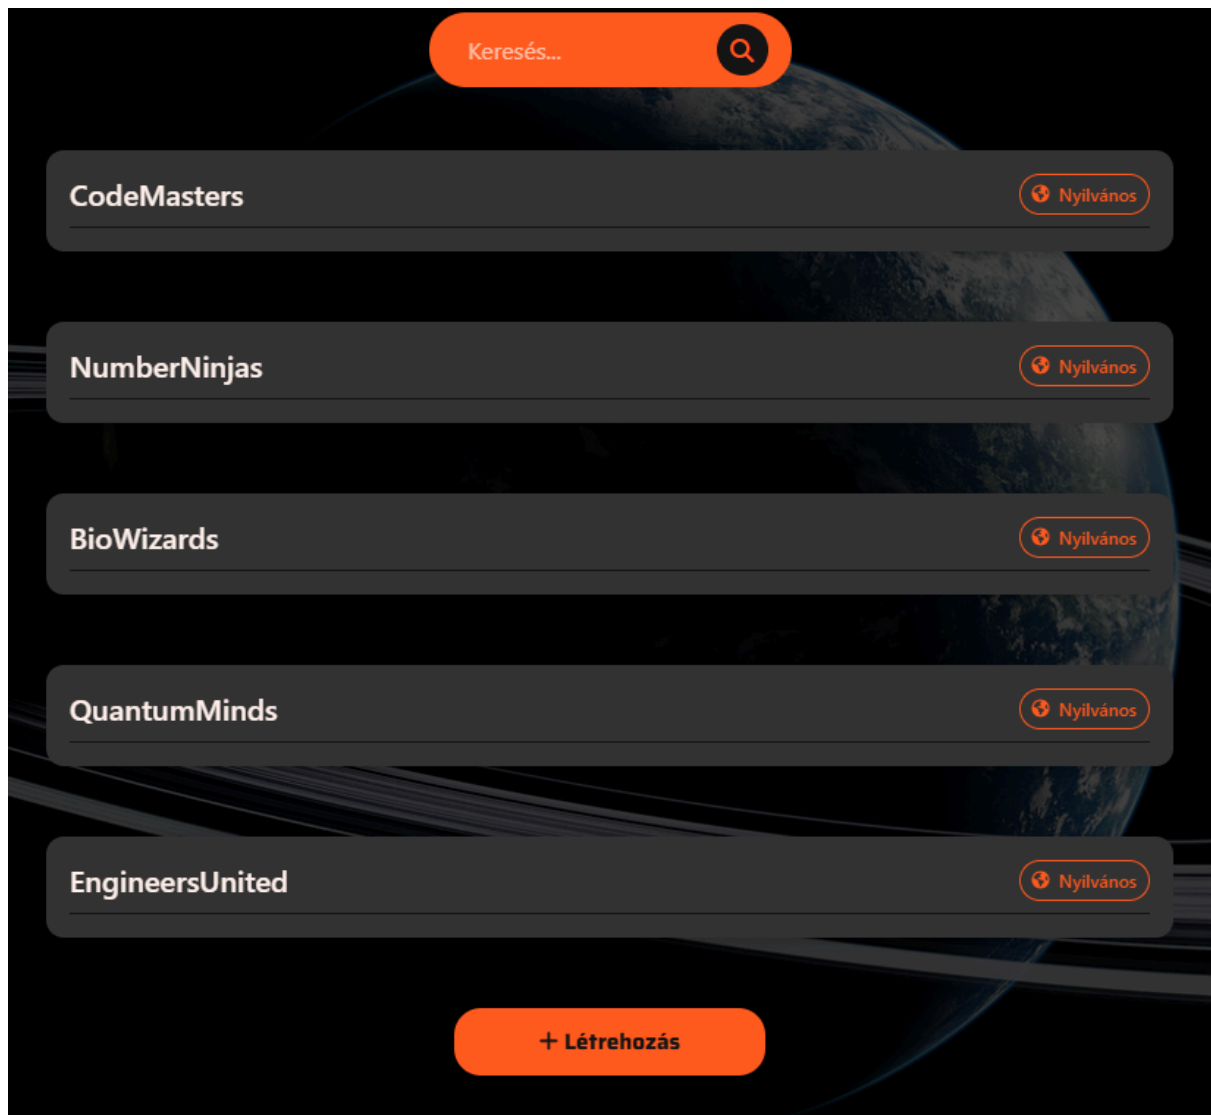 Keresés...
CodeMasters
Nyilvános
NumberNinjas
Nyilvános
BioWizards
Nyilvános
QuantumMinds
Nyilvános
EngineersUnited
Nyilvános
+ Létrehozás